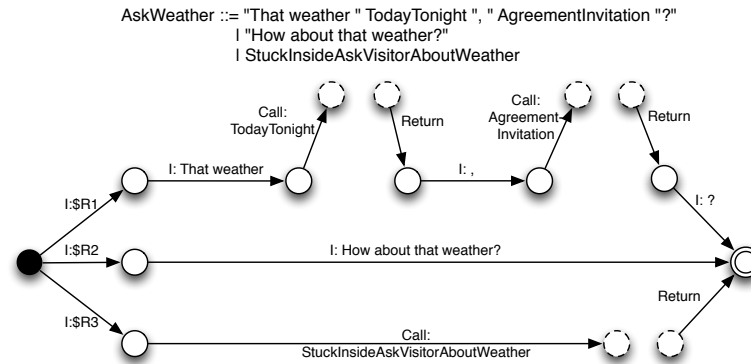 AskWeather ::= "That weather " TodayTonight ", " AgreementInvitation "?"
| "How about that weather?"
| StuckInsideAskVisitorAboutWeather
Call:
TodayTonight
Return
Call:
Agreement
Invitation
Return
I: That weather
I: ,
I: ?
I:$R1
I:$R2
I: How about that weather?
I:$R3
Call:
StuckInsideAskVisitorAboutWeather
Return